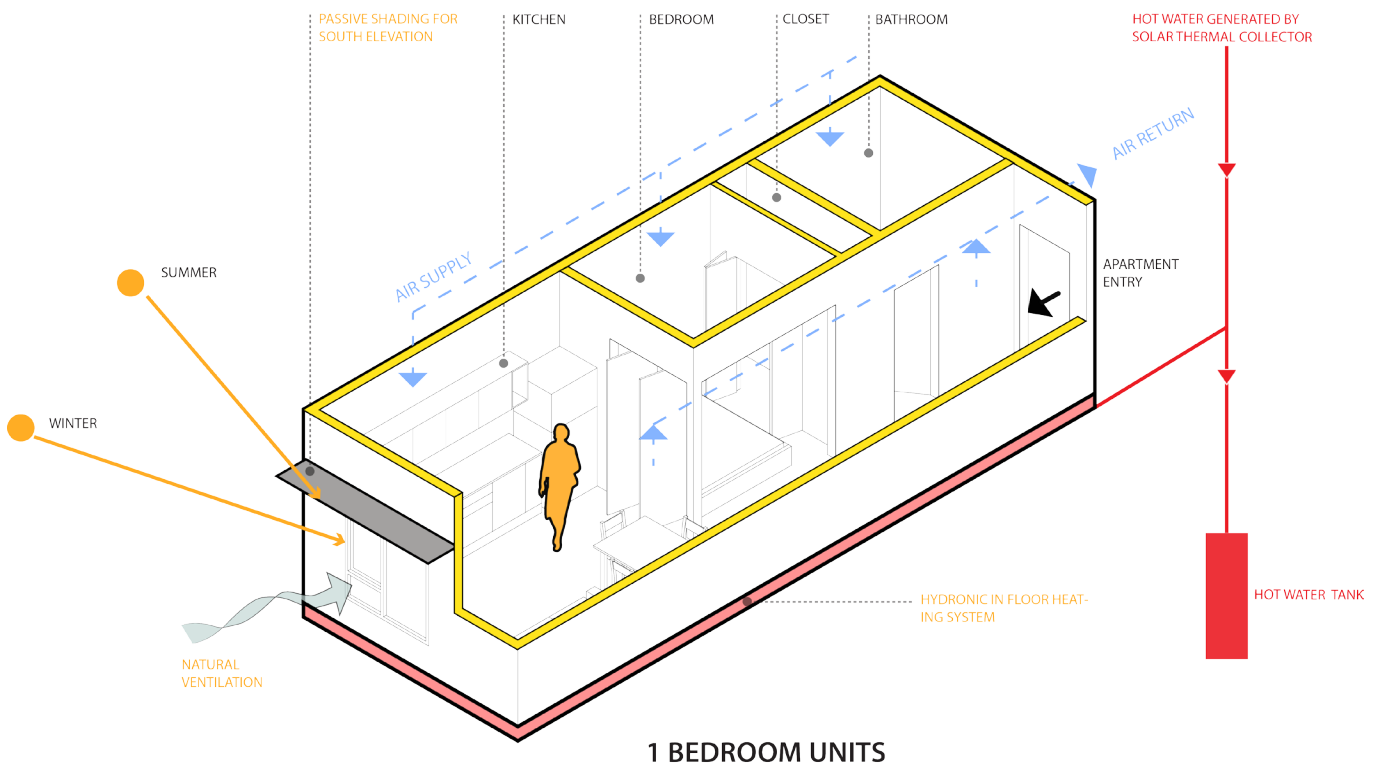 PASSIVE SHADING FOR
SOUTH ELEVATION
KITCHEN
BEDROOM
CLOSET
BATHROOM
HOT WATER GENERATED BY
SOLAR THERMAL COLLECTOR
AIR RETURN
AIR SUPPLY
SUMMER
APARTMENT
ENTRY
WINTER
HYDRONIC IN FLOOR HEAT-
ING SYSTEM
HOT WATER TANK
NATURAL
VENTILATION
1 BEDROOM UNITS